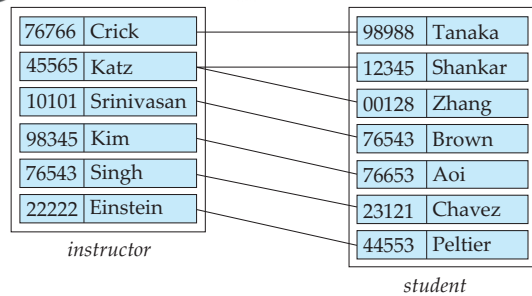 76766 Crick
45565 Katz
10101 Srinivasan
98345 Kim
76543 Singh
22222 Einstein
instructor
98988 Tanaka
12345 Shankar
00128 Zhang
76543 Brown
76653 Aoi
23121 Chavez
44553 Peltier
student